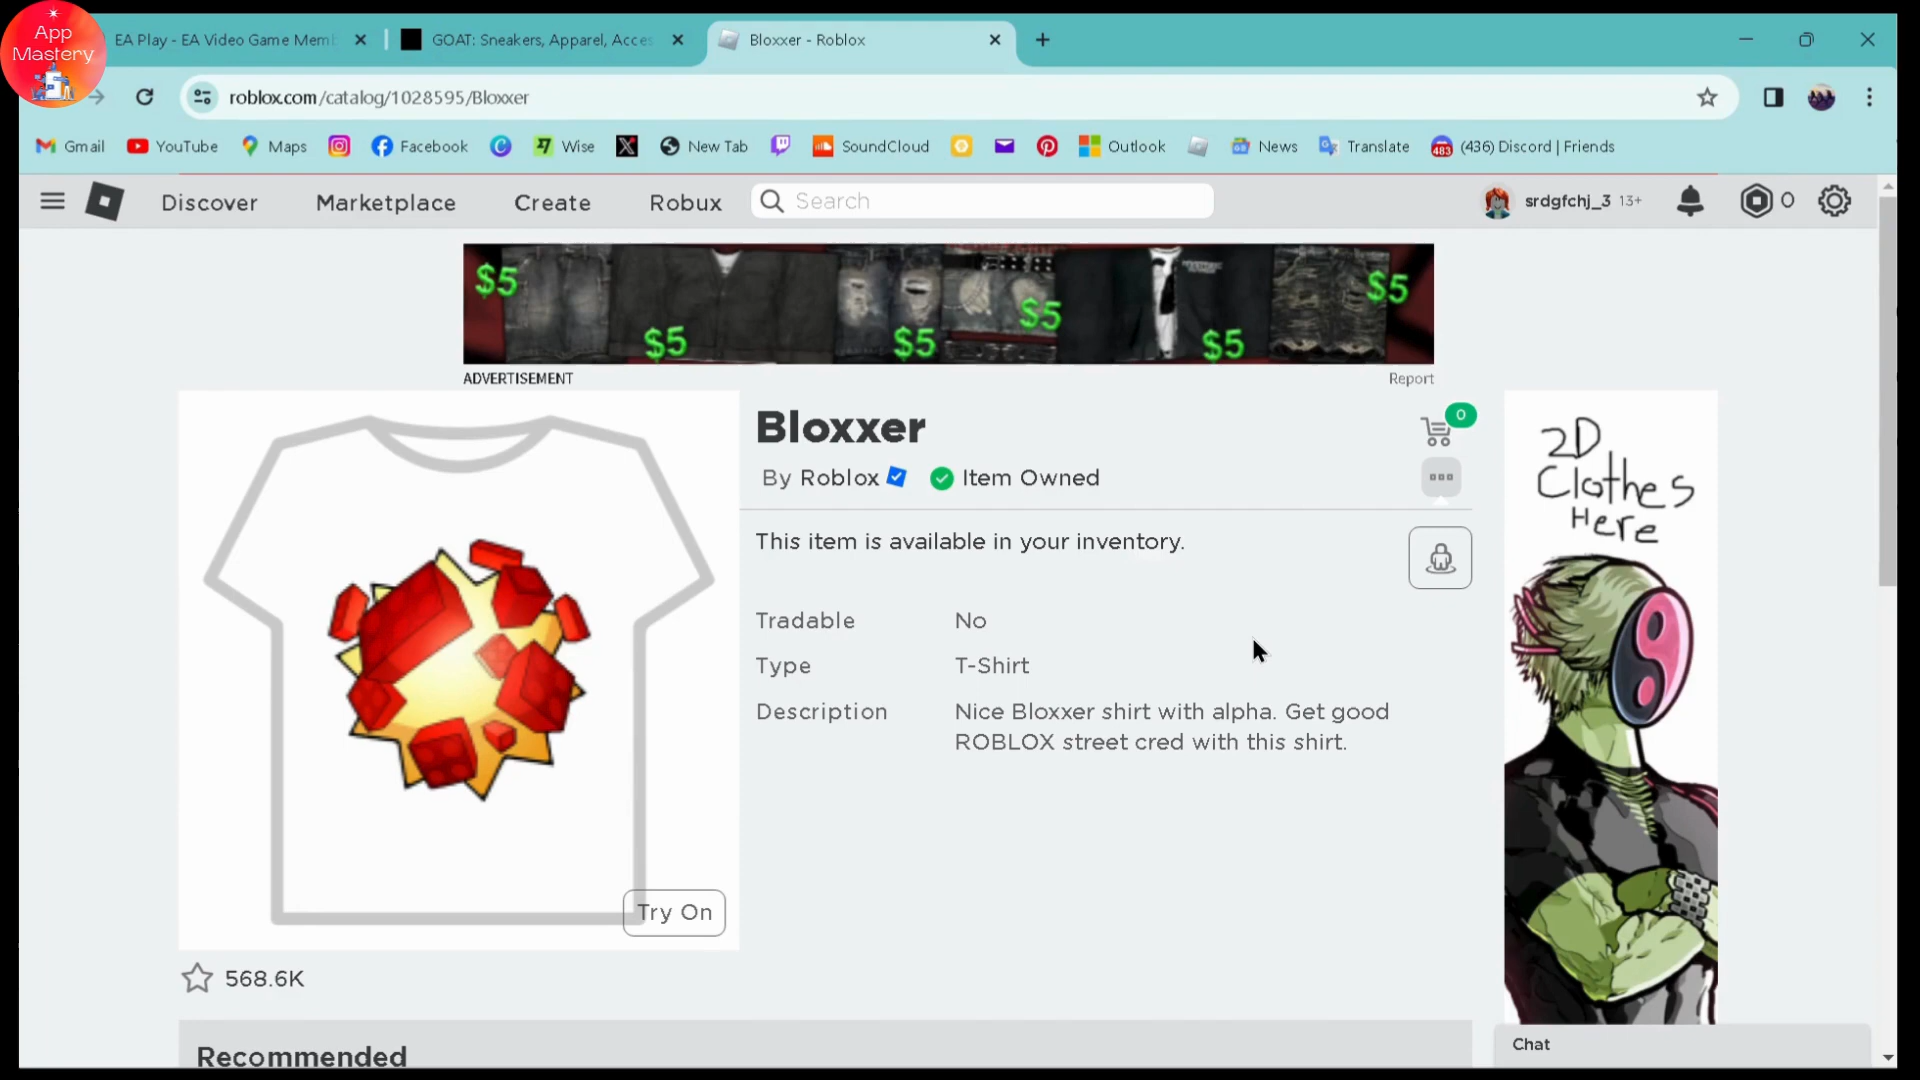 App
Mastery
EA Play - EA Video Game Mem
GOAT: Sneakers, Apparel, Acces
Bloxxer - Roblox
roblox.com/catalog/1028595/Bloxxer
Gmail YouTube Maps Facebook Wise New Tab SoundCloud Outlook News Translate 483 (436) Discord | Friends
Discover Marketplace Create Robux Search srdgfchj_3 13+ 0
$5 $5 $5 $5 $5 $5
ADVERTISEMENT Report
Bloxxer
0
By Roblox Item Owned
This item is available in your inventory.
Tradable No
Type T-Shirt
Description Nice Bloxxer shirt with alpha. Get good
ROBLOX street cred with this shirt.
Try On
568.6K
Recommended
2D
Clothes
Here
Chat